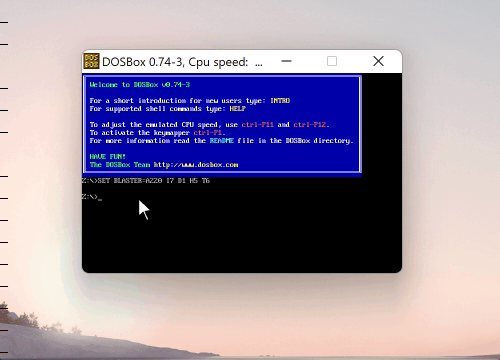 DOS
BOX
DOSBox 0.74-3, Cpu speed: ...
Welcome to DOSBox v0.74-3
For a short introduction for new users type: INTRO
For supported shell commands type: HELP
To adjust the emulated CPU speed, use ctrl-F11 and ctrl-F12.
To activate the keymapper ctrl-F1.
For more information read the README file in the DOSBox directory.
HAVE FUN!
The DOSBox Team http://www.dosbox.com
Z:\>SET BLASTER=A220 I7 D1 H5 T6
Z:\>_